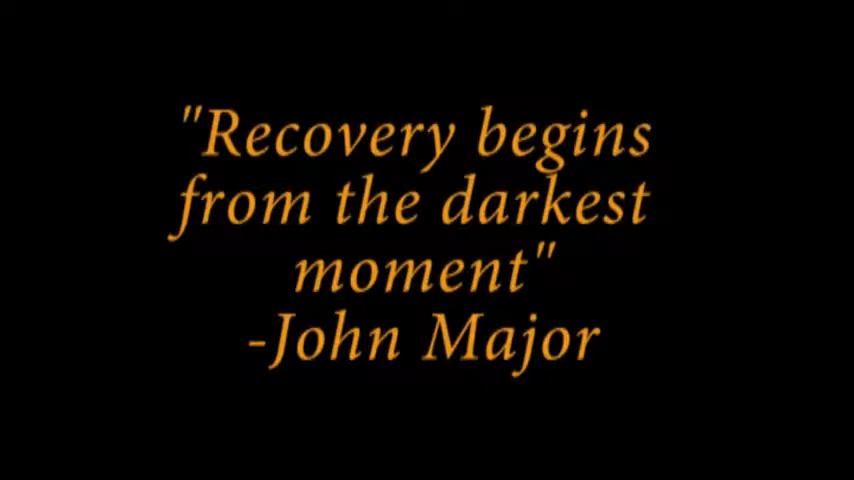 "Recovery begins
from the darkest
moment"
-John Major